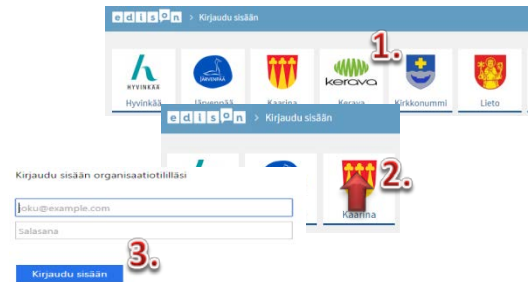 edison > Kirjaudu sisään
1.
HYVINKÄÄ
JÄRVENPÄÄ
kerava
Hyvinkää Järvenpää Kaarina Kerava Kirkkonummi Lieto
edison > Kirjaudu sisään
2.
Kaarina
Kirjaudu sisään organisaatiotililläsi
joku@example.com
Salasana
3.
Kirjaudu sisään